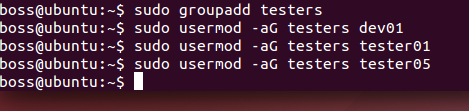 boss@ubuntu:~$ sudo groupadd testers
boss@ubuntu:~$ sudo usermod -aG testers dev01
boss@ubuntu:~$ sudo usermod -aG testers tester01
boss@ubuntu:~$ sudo usermod -aG testers tester05
boss@ubuntu:~$